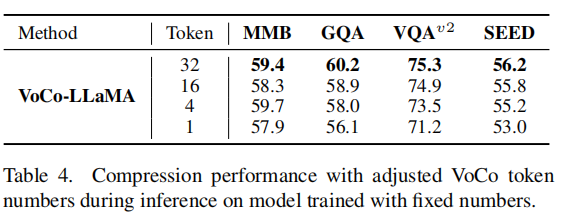 Method Token MMB GQA VQAv2 SEED
32 59.4 60.2 75.3 56.2
16 58.3 58.9 74.9 55.8
VoCo-LLaMA
4 59.7 58.0 73.5 55.2
1 57.9 56.1 71.2 53.0
Table 4. Compression performance with adjusted VoCo token
numbers during inference on model trained with fixed numbers.